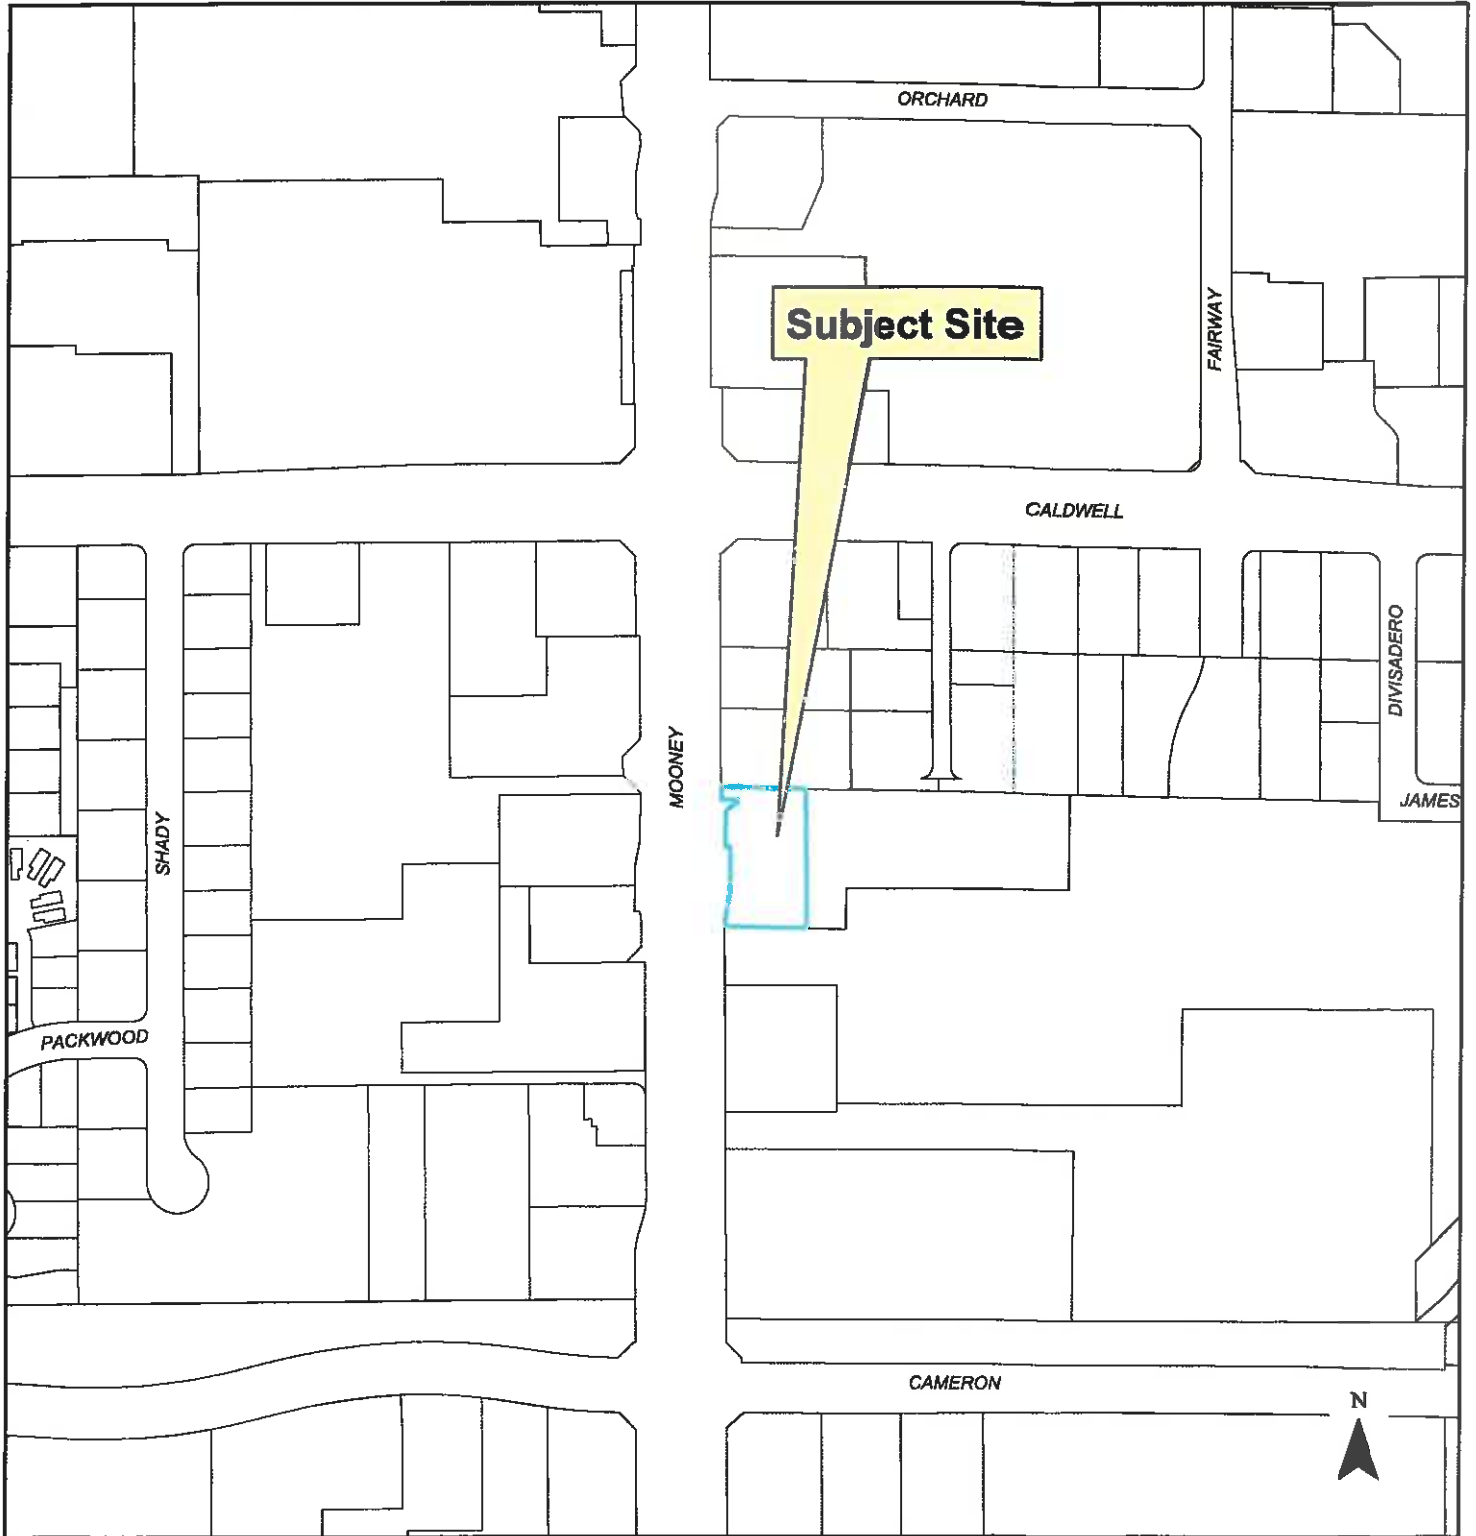 ORCHARD
Subject Site
FAIRWAY
CALDWELL
DIVISADERO
MOONEY
JAMES
SHADY
PACKWOOD
CAMERON
N